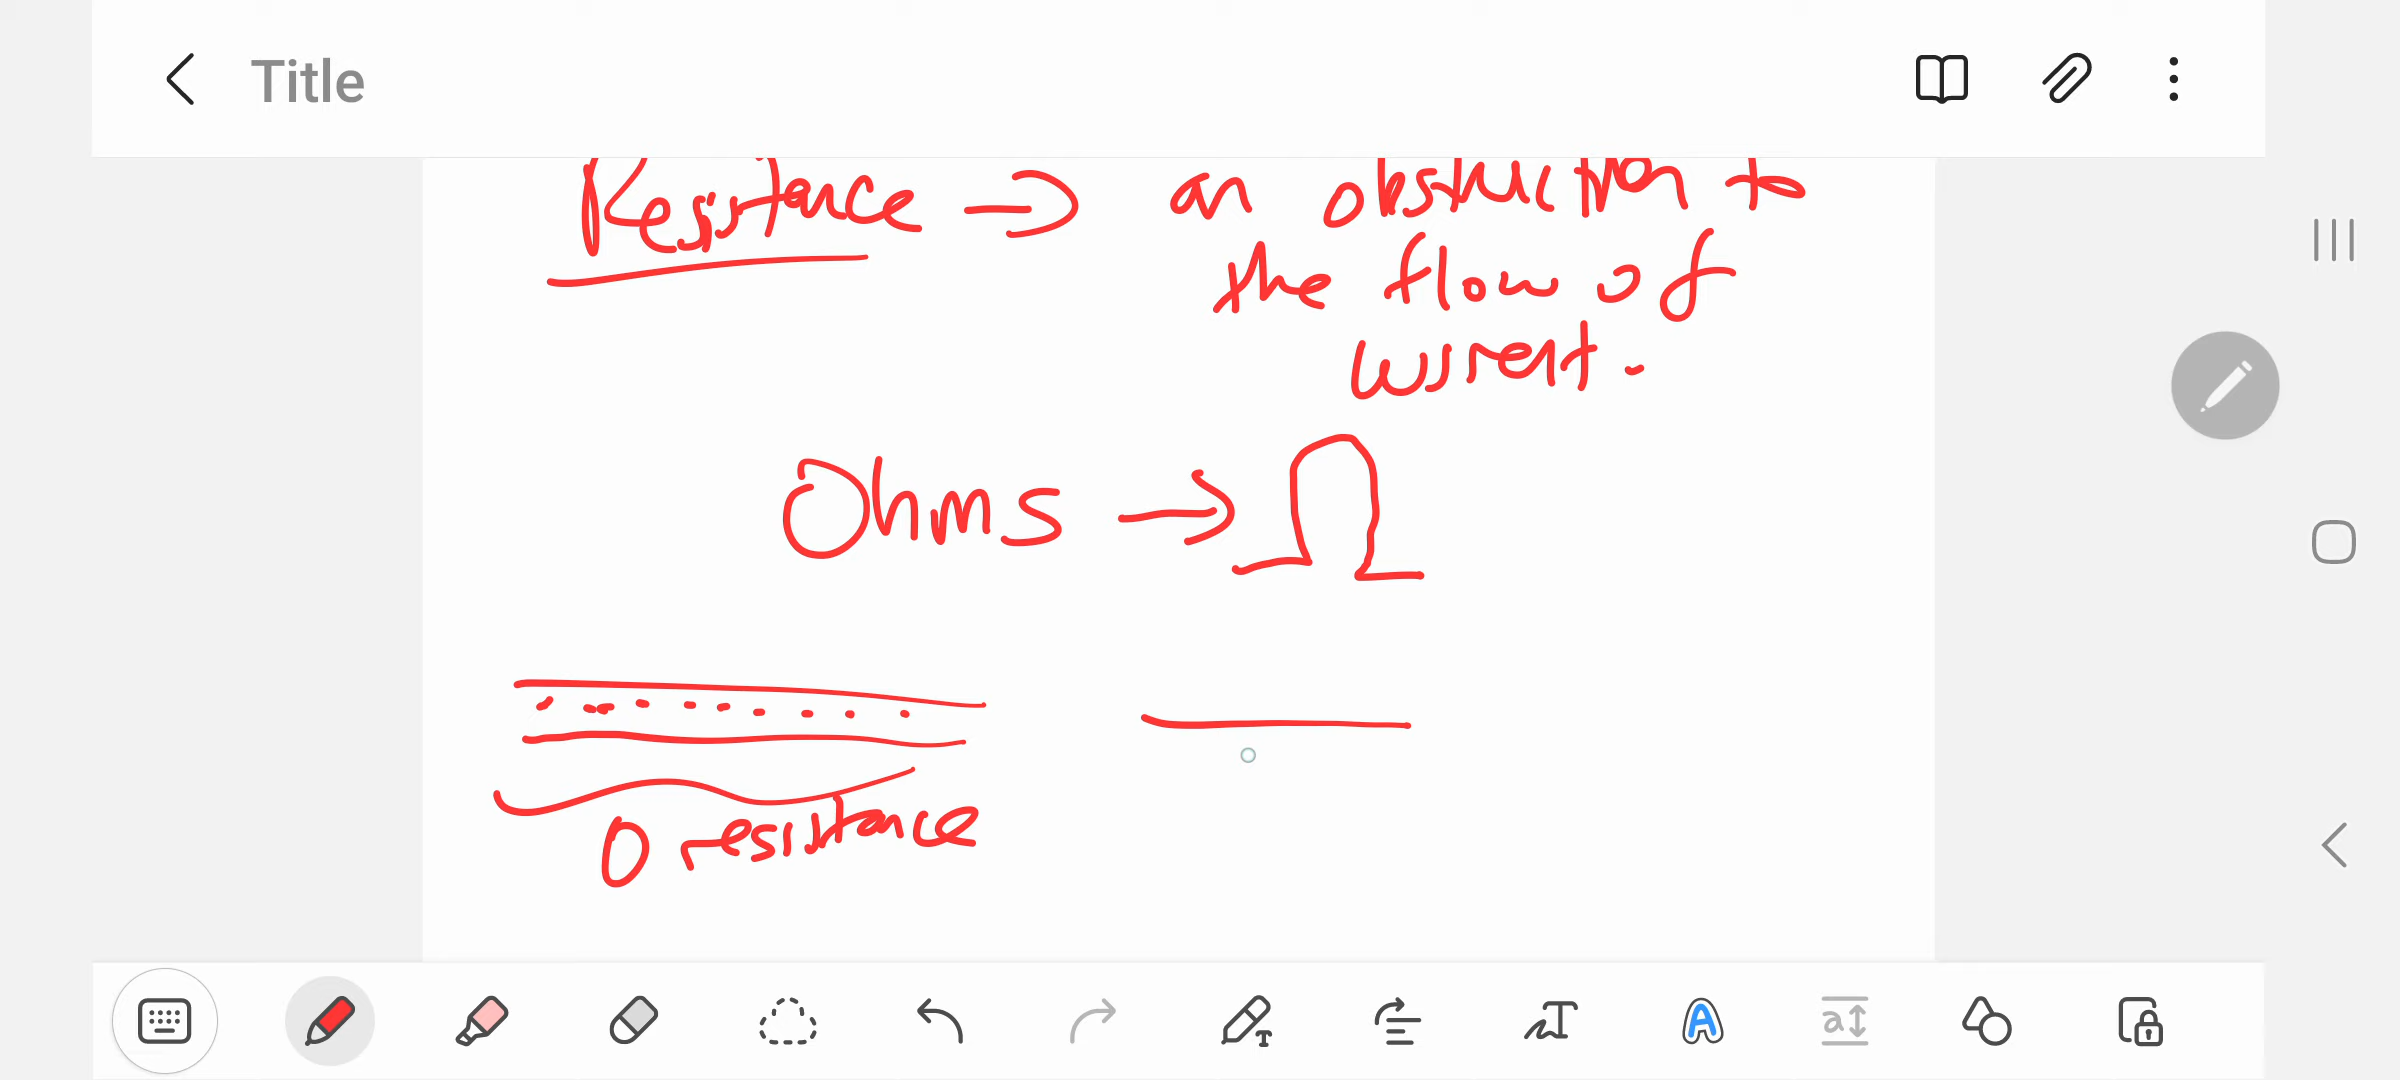 Title
Resistance → an obstruction to
the flow of
current.
Ohms → Ω
0 resistance